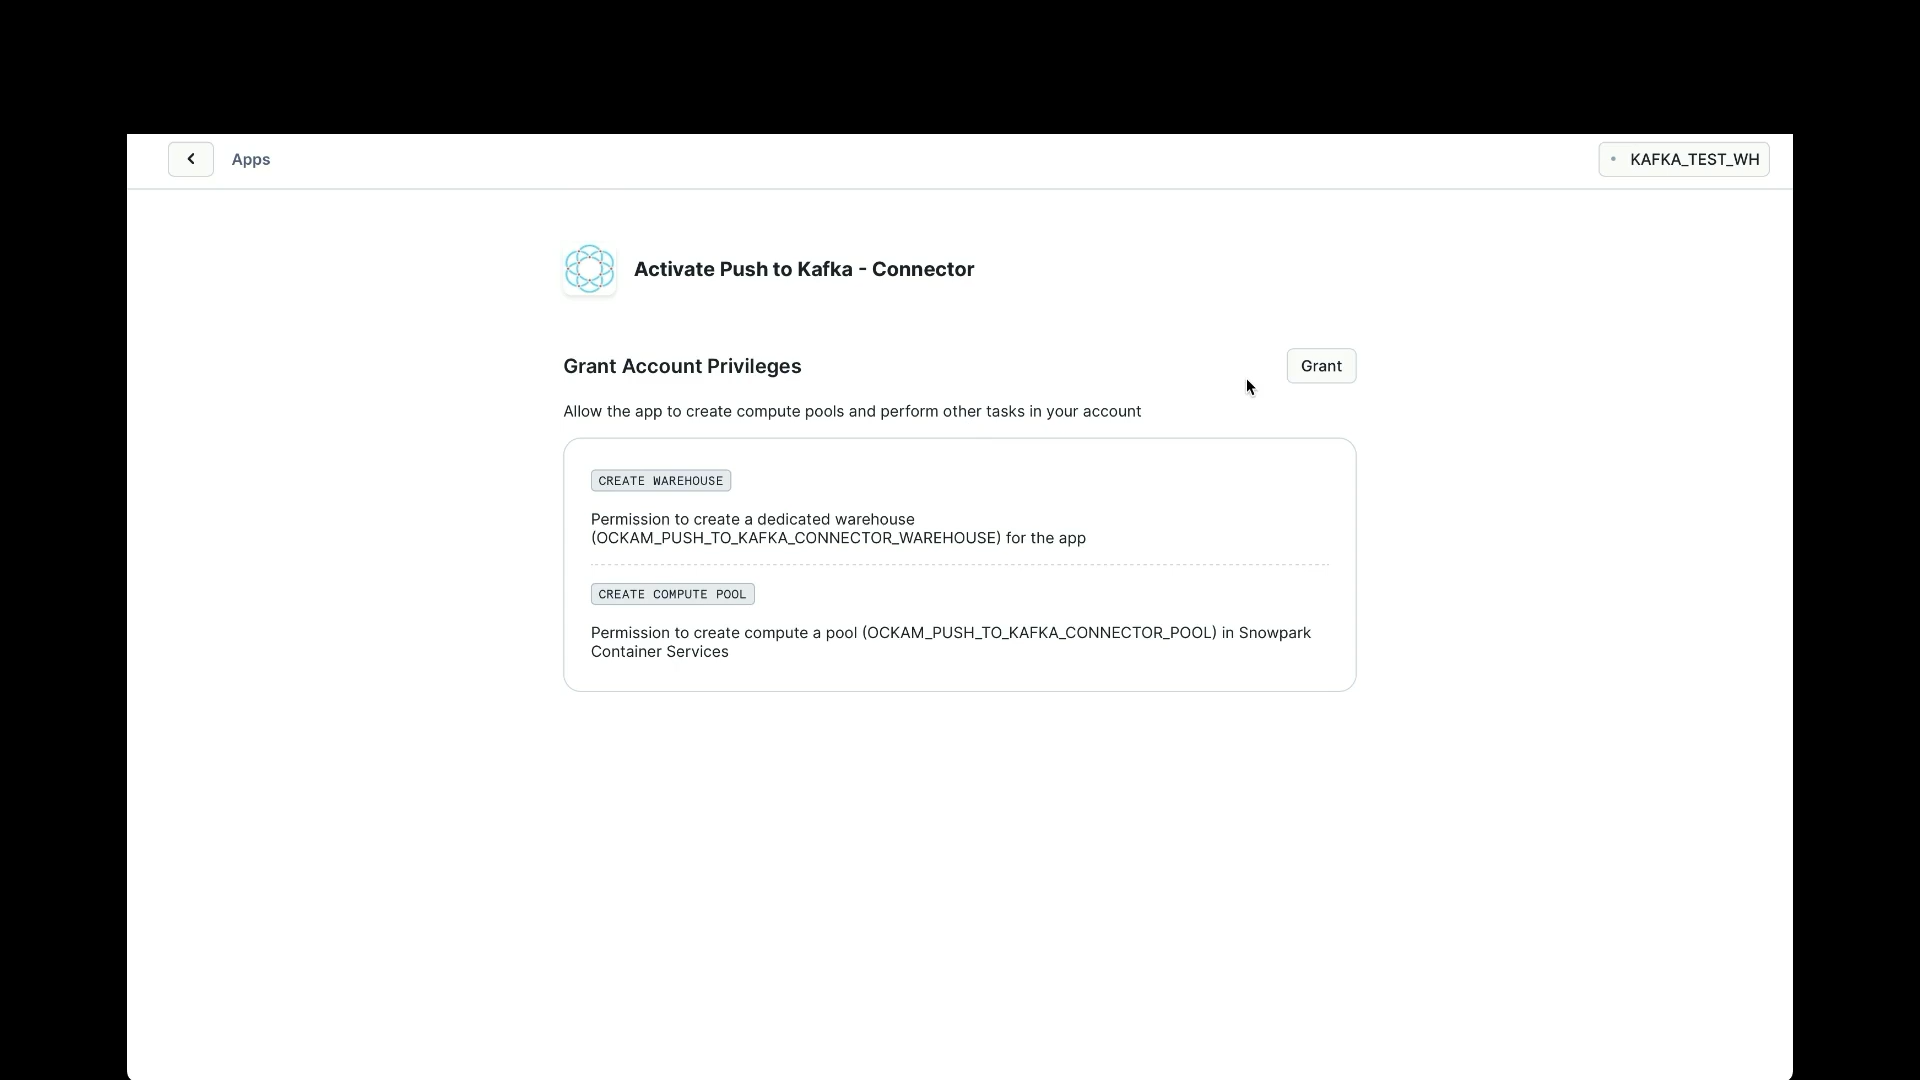 Apps
KAFKA_TEST_WH
Activate Push to Kafka - Connector
Grant Account Privileges
Grant
Allow the app to create compute pools and perform other tasks in your account
CREATE WAREHOUSE
Permission to create a dedicated warehouse
(OCKAM_PUSH_TO_KAFKA_CONNECTOR_WAREHOUSE) for the app
CREATE COMPUTE POOL
Permission to create compute a pool (OCKAM_PUSH_TO_KAFKA_CONNECTOR_POOL) in Snowpark
Container Services